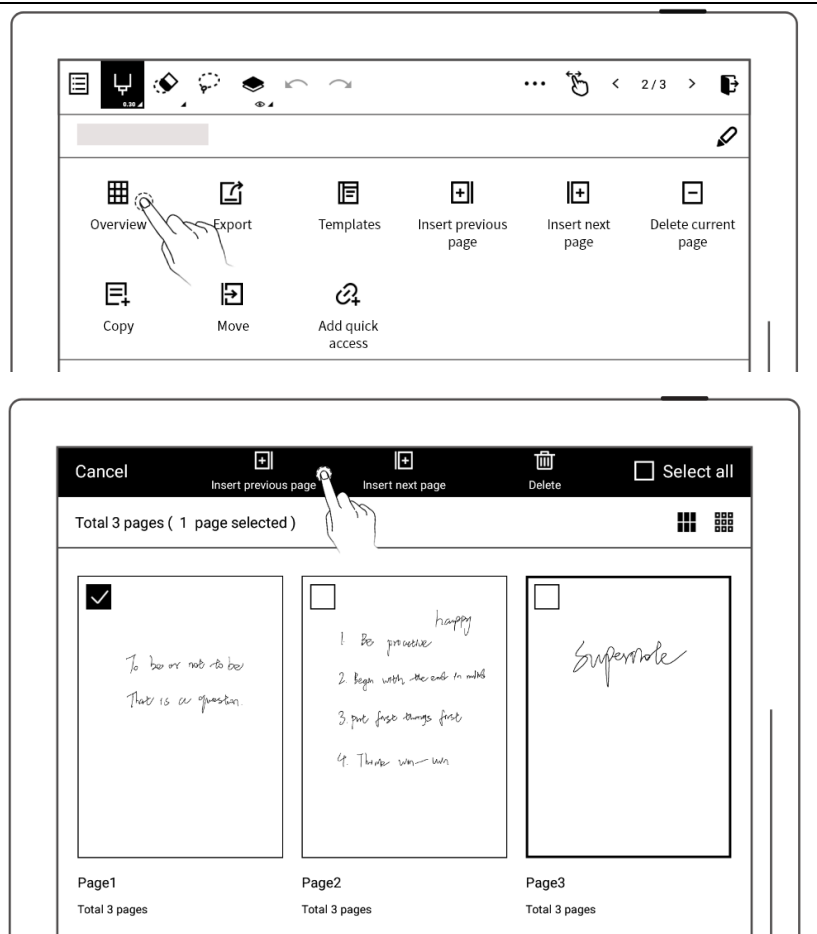 0.30
2/3
Overview
Export
Templates
Insert previous page
Insert next page
Delete current page
Copy
Move
Add quick access
Cancel
Insert previous page
Insert next page
Delete
Select all
Total 3 pages ( 1 page selected )
To be or not to be
That is a question.
happy
1 Be proactive
2. Begin with the end in mind
3. put first things first
4. Think win-win
Supernote
Page1
Total 3 pages
Page2
Total 3 pages
Page3
Total 3 pages